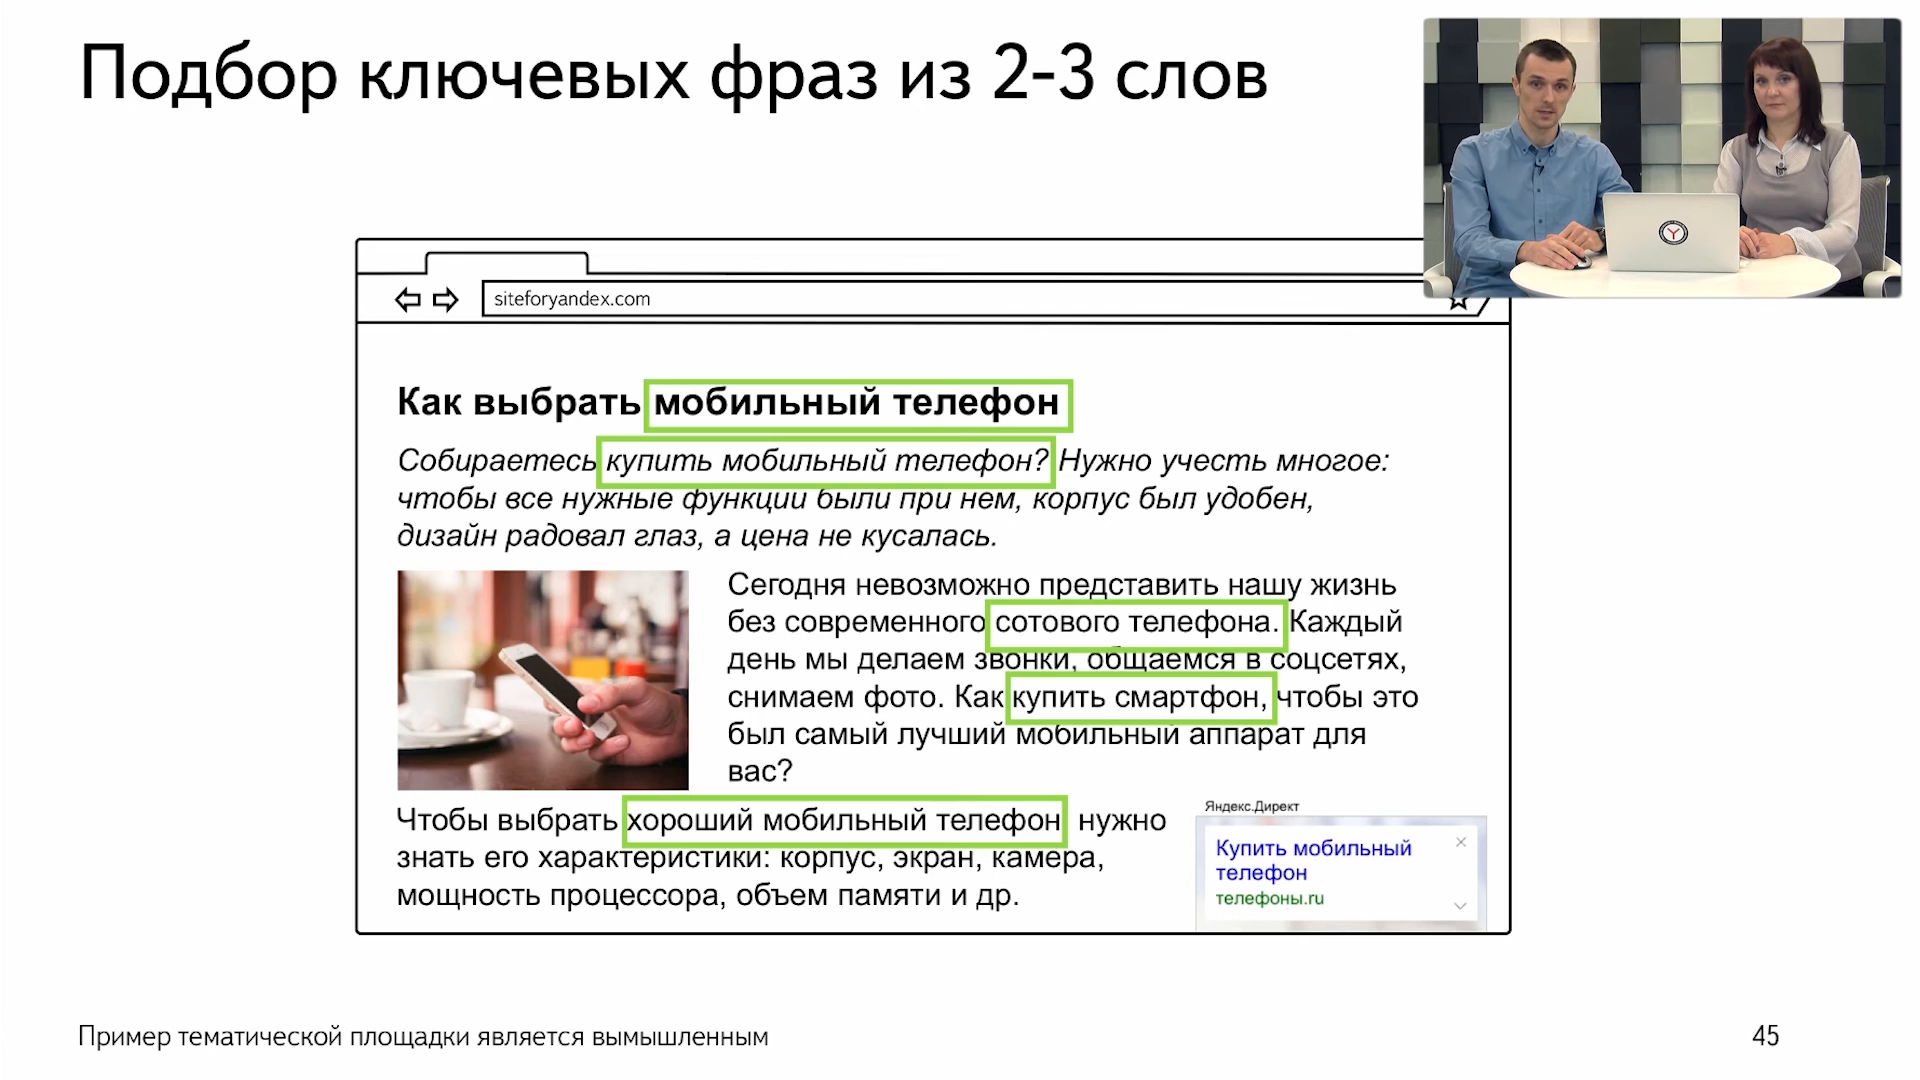 Подбор ключевых фраз из 2-3 слов
siteforyandex.com
Как выбрать мобильный телефон
Собираетесь купить мобильный телефон? Нужно учесть многое:
чтобы все нужные функции были при нем, корпус был удобен,
дизайн радовал глаз, а цена не кусалась.
Сегодня невозможно представить нашу жизнь
без современного сотового телефона. Каждый
день мы делаем звонки, общаемся в соцсетях,
снимаем фото. Как купить смартфон, чтобы это
был самый лучший мобильный аппарат для
вас?
Чтобы выбрать хороший мобильный телефон нужно
знать его характеристики: корпус, экран, камера,
мощность процессора, объем памяти и др.
Яндекс.Директ
Купить мобильный
телефон
телефоны.ru
Пример тематической площадки является вымышленным
45